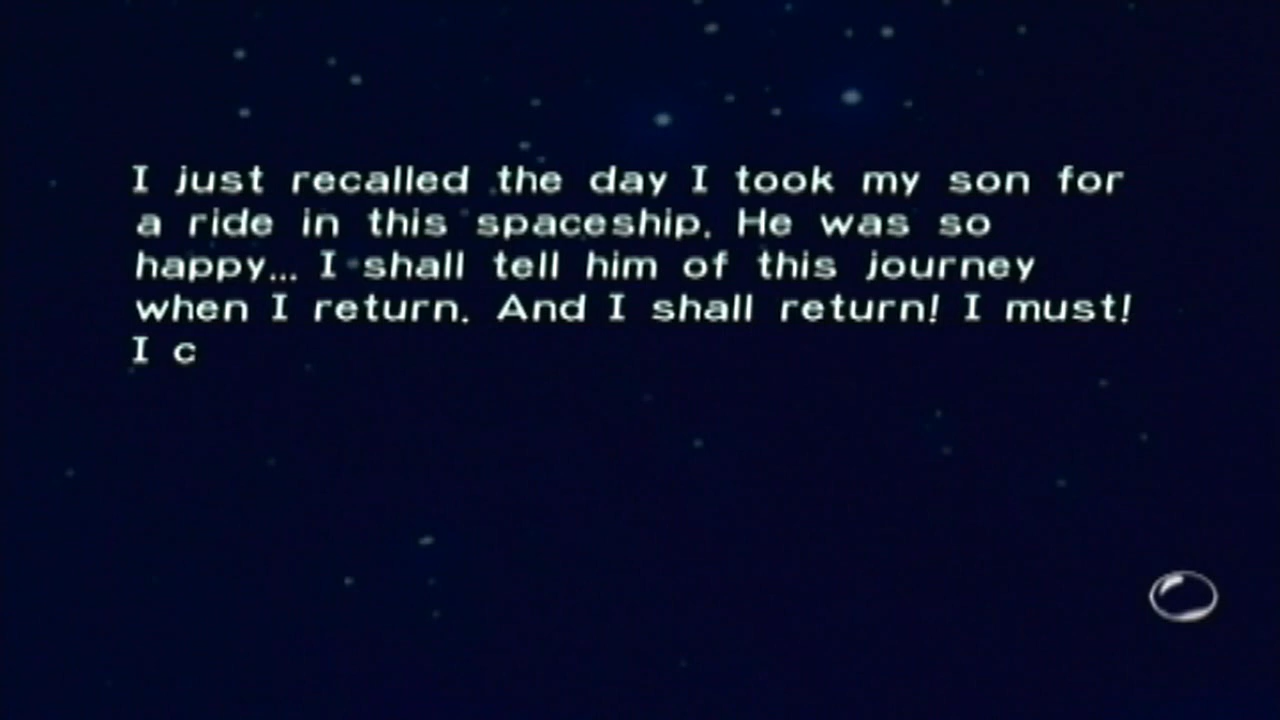 I just recalled the day I took my son for
a ride in this spaceship. He was so
happy... I shall tell him of this journey
when I return. And I shall return! I must!
I c